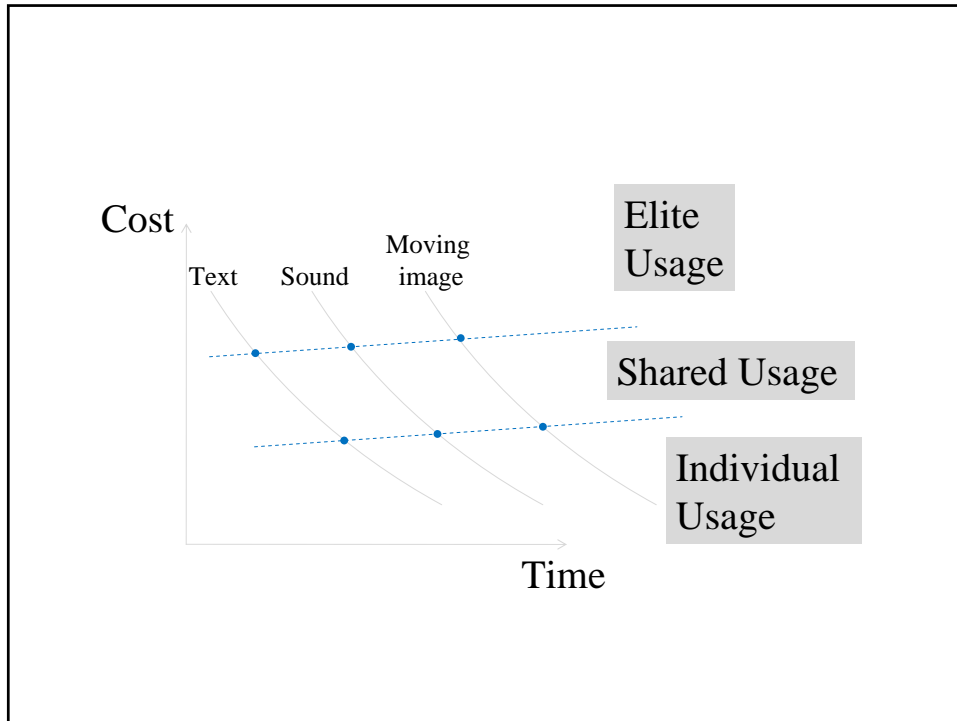 Elite
Usage
Cost
Moving
image
Text
Sound
Shared Usage
Individual
Usage
Time